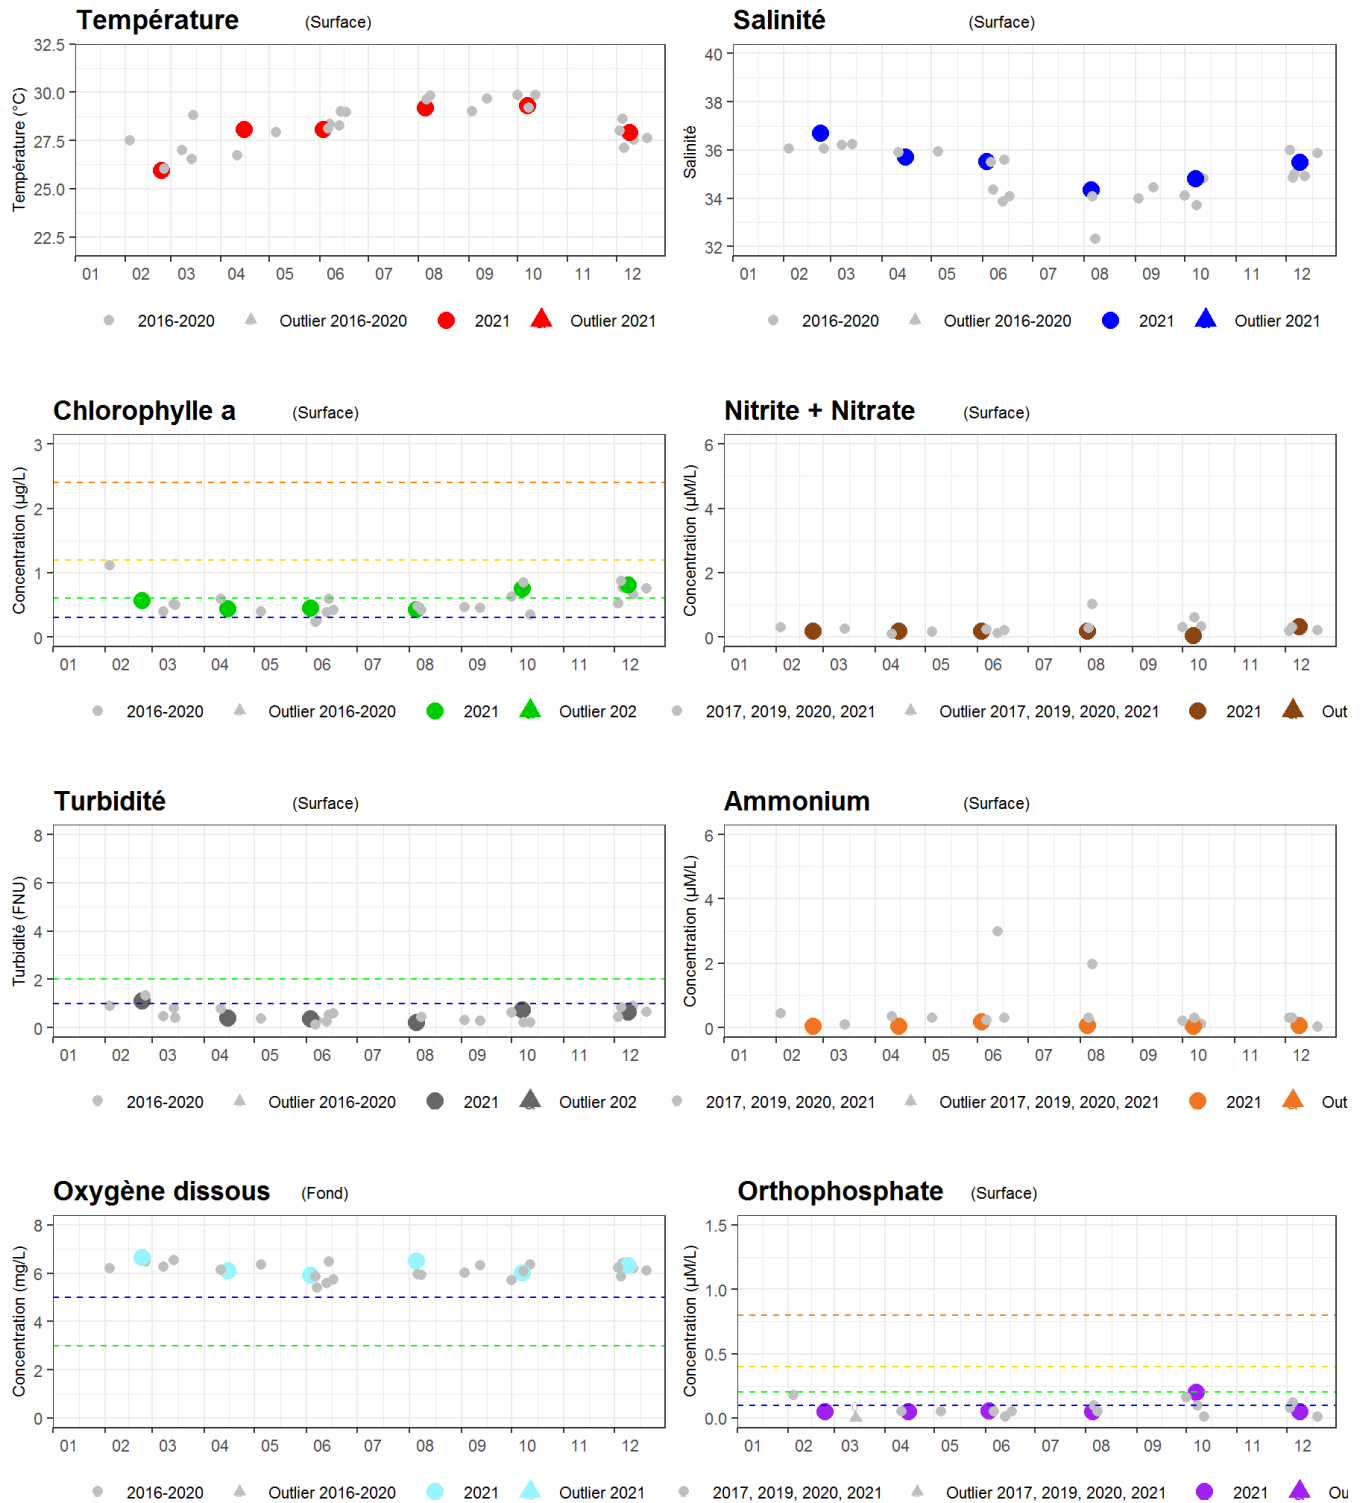 Température (Surface)
Température (°C)
32.5
30.0
27.5
25.0
22.5
01 02 03 04 05 06 07 08 09 10 11 12
2016-2020 Outlier 2016-2020 2021 Outlier 2021
Salinité (Surface)
Salinité
40
38
36
34
32
01 02 03 04 05 06 07 08 09 10 11 12
2016-2020 Outlier 2016-2020 2021 Outlier 2021
Chlorophylle a (Surface)
Concentration (µg/L)
3
2
1
0
01 02 03 04 05 06 07 08 09 10 11 12
2016-2020 Outlier 2016-2020 2021 Outlier 202
Nitrite + Nitrate (Surface)
Concentration (µM/L)
6
4
2
0
01 02 03 04 05 06 07 08 09 10 11 12
2017, 2019, 2020, 2021 Outlier 2017, 2019, 2020, 2021 2021 Out
Turbidité (Surface)
Turbidité (FNU)
8
6
4
2
0
01 02 03 04 05 06 07 08 09 10 11 12
2016-2020 Outlier 2016-2020 2021 Outlier 202
Ammonium (Surface)
Concentration (µM/L)
6
4
2
0
01 02 03 04 05 06 07 08 09 10 11 12
2017, 2019, 2020, 2021 Outlier 2017, 2019, 2020, 2021 2021 Out
Oxygène dissous (Fond)
Concentration (mg/L)
8
6
4
2
0
01 02 03 04 05 06 07 08 09 10 11 12
2016-2020 Outlier 2016-2020 2021 Outlier 2021
Orthophosphate (Surface)
Concentration (µM/L)
1.5
1.0
0.5
0.0
01 02 03 04 05 06 07 08 09 10 11 12
2017, 2019, 2020, 2021 Outlier 2017, 2019, 2020, 2021 2021 Ou